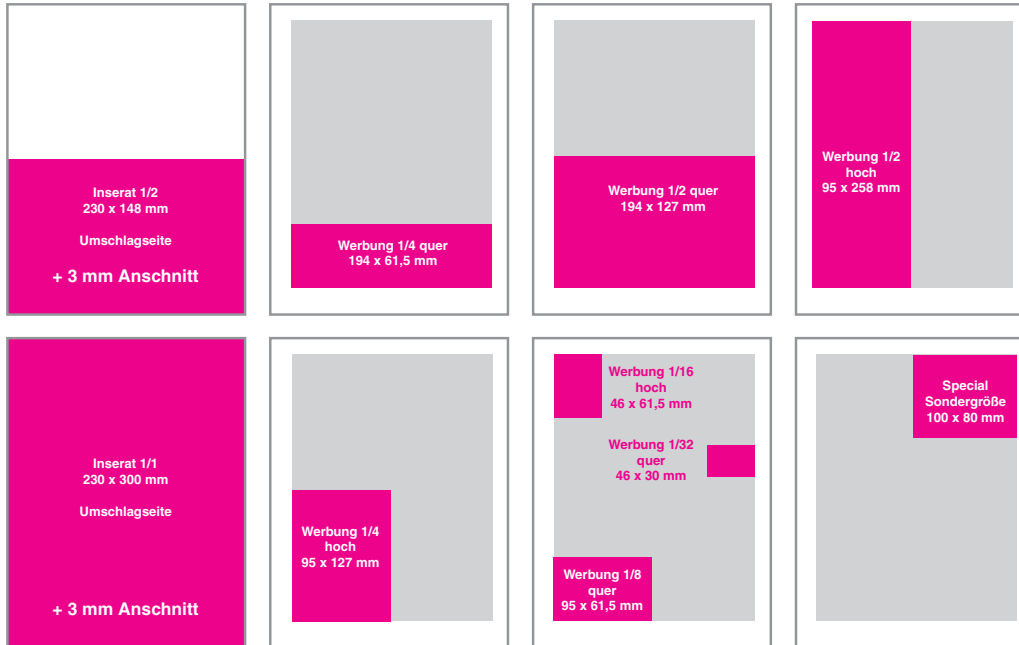 Inserat 1/2
230 x 148 mm
Umschlagseite
+ 3 mm Anschnitt
Werbung 1/4 quer
194 x 61,5 mm
Werbung 1/2 quer
194 x 127 mm
Werbung 1/2
hoch
95 x 258 mm
Inserat 1/1
230 x 300 mm
Umschlagseite
+ 3 mm Anschnitt
Werbung 1/4
hoch
95 x 127 mm
Werbung 1/16
hoch
46 x 61,5 mm
Werbung 1/32
quer
46 x 30 mm
Werbung 1/8
quer
95 x 61,5 mm
Special
Sondergröße
100 x 80 mm